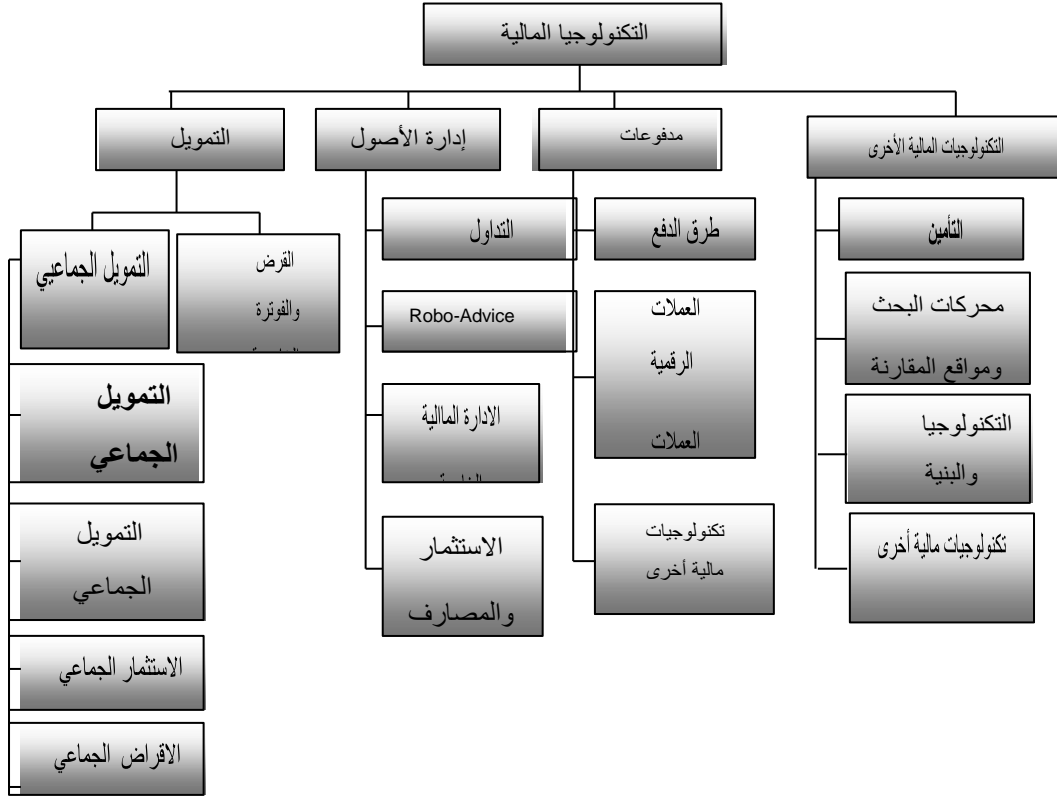 التكنولوجيا المالية
التكنولوجيات المالية الأخرى
مدفوعات
إدارة الأصول
التمويل
التأمين
محركات البحث
ومواقع المقارنة
التكنولوجيا
والبنية
تكنولوجيات مالية أخرى
طرق الدفع
العملات
الرقمية
العملات
تكنولوجيات
مالية أخرى
التداول
Robo-Advice
الادارة الماالية
الاستثمار
والمصارف
القرض
والفوترة
التمويل الجماعيي
التمويل
الجماعي
التمويل
الجماعي
الاستثمار الجماعي
الاقراض الجماعي